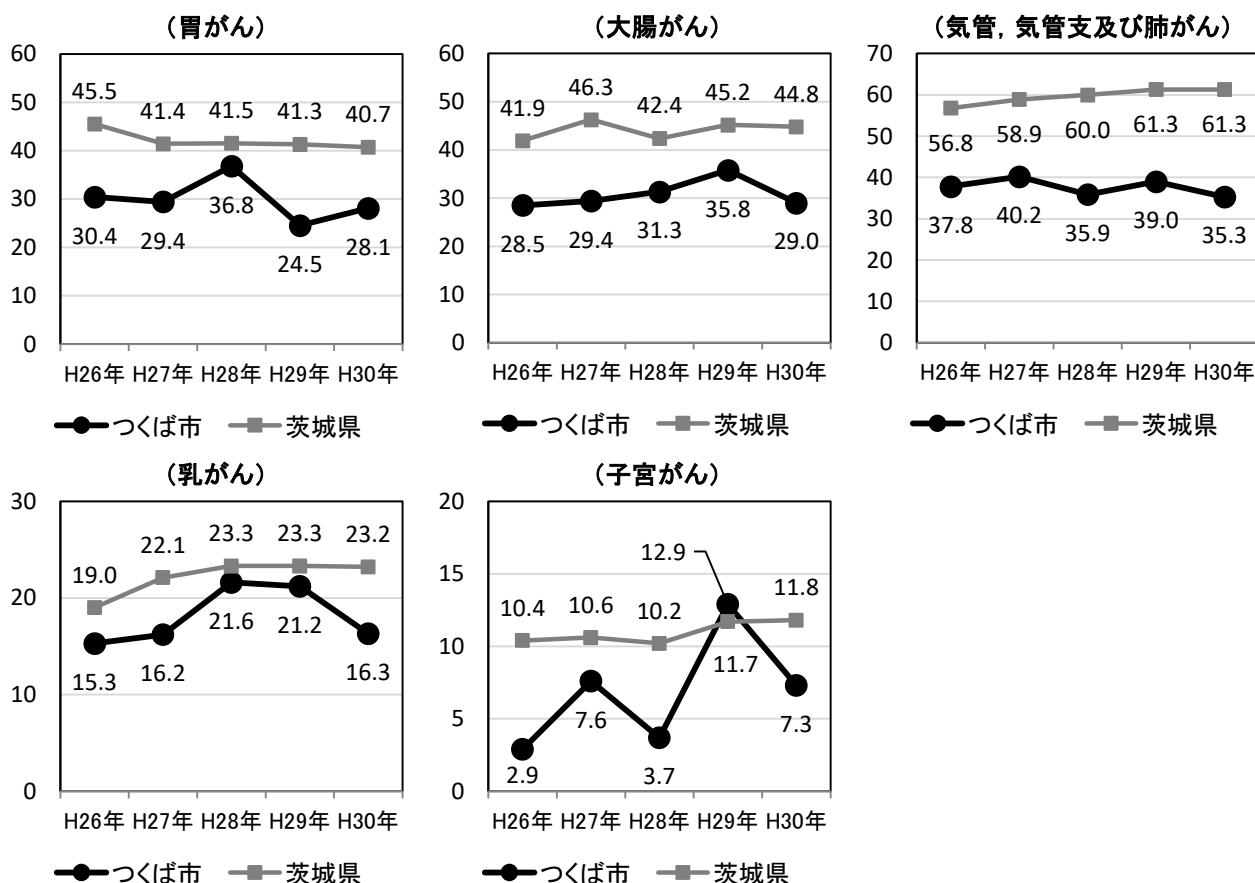 （胃がん）
60
50
40
30
20
10
0
45.5 41.4 41.5 41.3 40.7
30.4 29.4 36.8 24.5 28.1
H26年 H27年 H28年 H29年 H30年
つくば市 茨城県
（大腸がん）
60
50
40
30
20
10
0
41.9 46.3 42.4 45.2 44.8
28.5 29.4 31.3 35.8 29.0
H26年 H27年 H28年 H29年 H30年
つくば市 茨城県
（気管，気管支及び肺がん）
70
60
50
40
30
20
10
0
56.8 58.9 60.0 61.3 61.3
37.8 40.2 35.9 39.0 35.3
H26年 H27年 H28年 H29年 H30年
つくば市 茨城県
（乳がん）
30
20
10
0
19.0 22.1 23.3 23.3 23.2
15.3 16.2 21.6 21.2 16.3
H26年 H27年 H28年 H29年 H30年
つくば市 茨城県
（子宮がん）
20
15
10
5
0
12.9
10.4 10.6 10.2 11.7 11.8
2.9 7.6 3.7 7.3
H26年 H27年 H28年 H29年 H30年
つくば市 茨城県